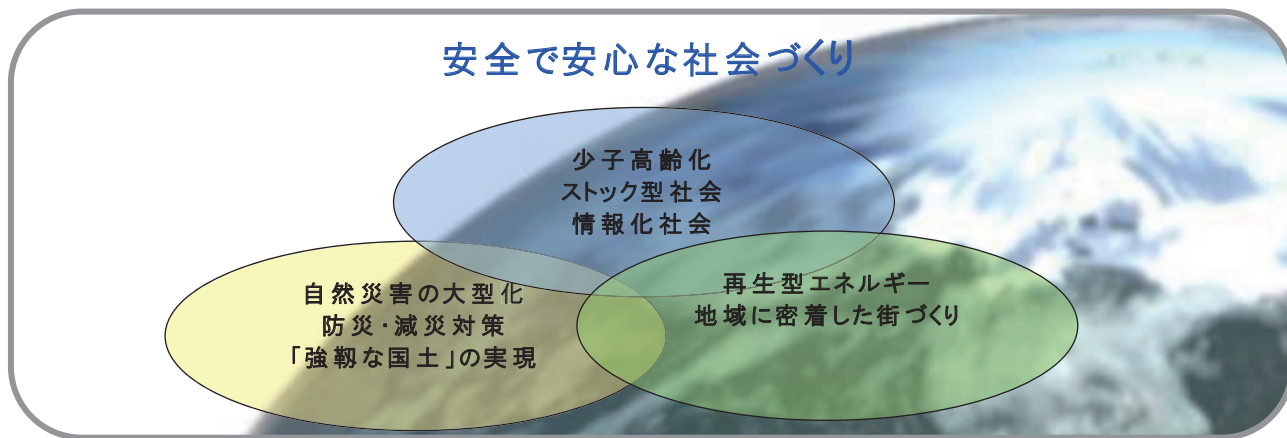 安全で安心な社会づくり
少子高齢化
ストック型社会
情報化社会
自然災害の大型化
防災・減災対策
「強靱な国土」の実現
再生型エネルギー
地域に密着した街づくり